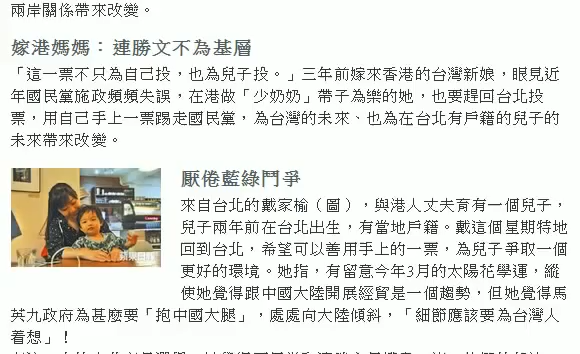 兩岸關係帶來改變。
嫁港媽媽：連勝文不為基層
「這一票不只為自己投，也為兒子投。」三年前嫁來香港的台灣新娘，眼見近
年國民黨施政頻頻失誤，在港做「少奶奶」帶子為樂的她，也要趕回台北投
票，用自己手上一票踢走國民黨，為台灣的未來、也為在台北有戶籍的兒子的
未來帶來改變。
厭倦藍綠鬥爭
來自台北的戴家榆（圖），與港人丈夫育有一個兒子，
兒子兩年前在台北出生，有當地戶籍。戴這個星期特地
回到台北，希望可以善用手上的一票，為兒子爭取一個
更好的環境。她指，有留意今年3月的太陽花學運，縱
使她覺得跟中國大陸開展經貿是一個趨勢，但她覺得馬
英九政府為甚麼要「抱中國大腿」，處處向大陸傾斜，「細節應該要為台灣人
着想」！